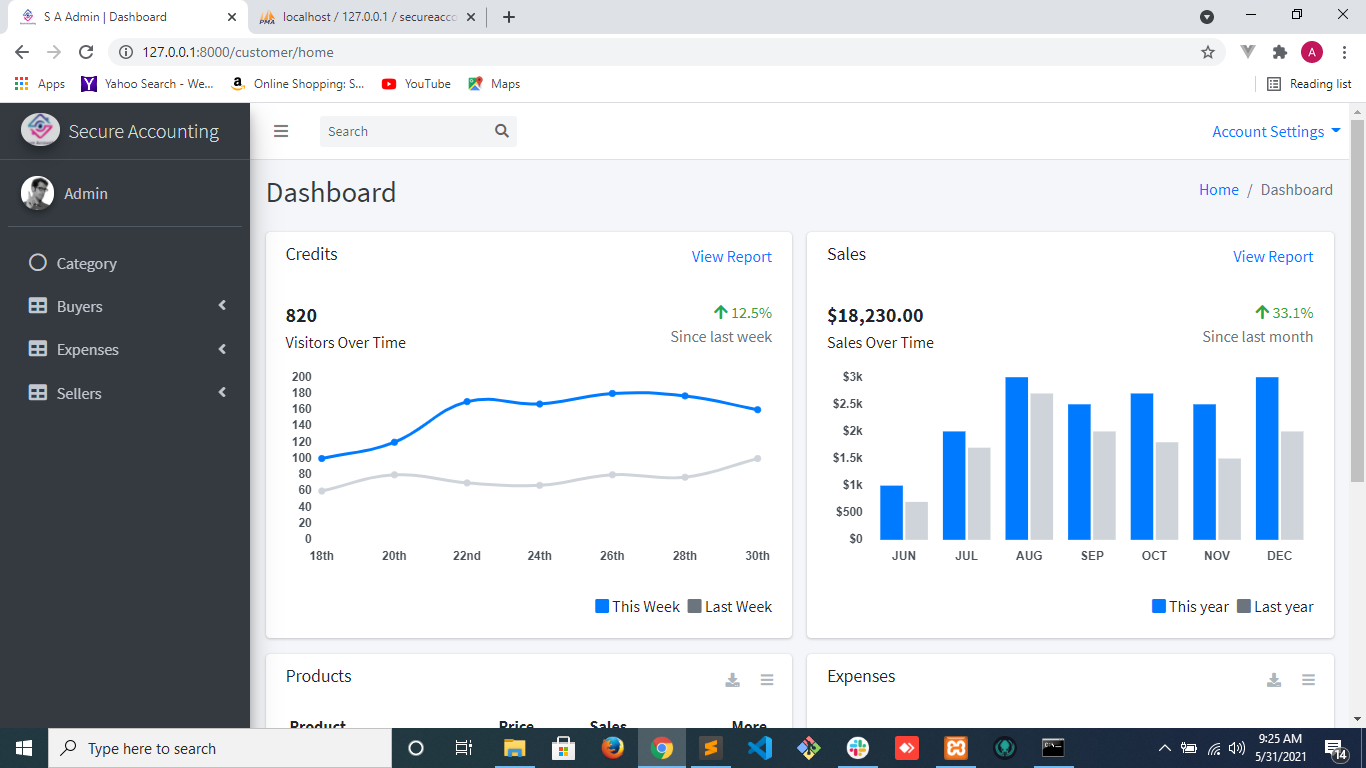 S A Admin | Dashboard
localhost / 127.0.0.1 / secureacco
127.0.0.1:8000/customer/home
A
Apps
Yahoo Search - We...
Online Shopping: S...
YouTube
Maps
Reading list
Secure Accounting
Search
Account Settings
Admin
Dashboard
Home / Dashboard
Category
Buyers
Expenses
Sellers
Credits
View Report
820
12.5%
Visitors Over Time
Since last week
200
180
160
140
120
100
80
60
40
20
0
18th 20th 22nd 24th 26th 28th 30th
This Week Last Week
Sales
View Report
$18,230.00
33.1%
Sales Over Time
Since last month
$3k
$2.5k
$2k
$1.5k
$1k
$500
$0
JUN JUL AUG SEP OCT NOV DEC
This year Last year
Products
Product Price Sales More
Expenses
Type here to search
9:25 AM
5/31/2021
14